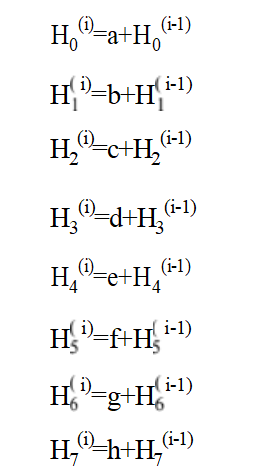 H₀⁽ⁱ⁾=a+H₀⁽ⁱ⁻¹⁾
H₁⁽ⁱ⁾=b+H₁⁽ⁱ⁻¹⁾
H₂⁽ⁱ⁾=c+H₂⁽ⁱ⁻¹⁾
H₃⁽ⁱ⁾=d+H₃⁽ⁱ⁻¹⁾
H₄⁽ⁱ⁾=e+H₄⁽ⁱ⁻¹⁾
H₅⁽ⁱ⁾=f+H₅⁽ⁱ⁻¹⁾
H₆⁽ⁱ⁾=g+H₆⁽ⁱ⁻¹⁾
H₇⁽ⁱ⁾=h+H₇⁽ⁱ⁻¹⁾